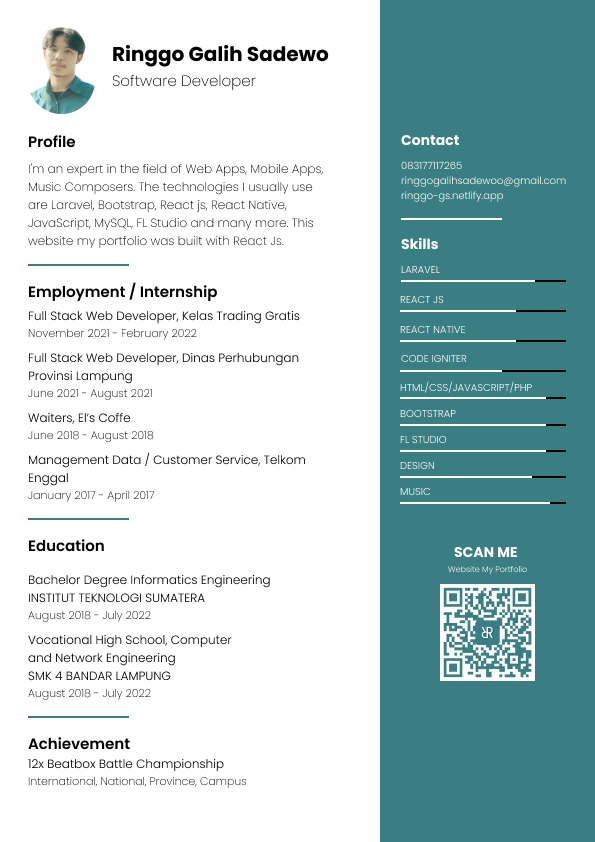 Ringgo Galih Sadewo
Software Developer
Profile
I'm an expert in the field of Web Apps, Mobile Apps,
Music Composers. The technologies I usually use
are Laravel, Bootstrap, React js, React Native,
JavaScript, MySQL, FL Studio and many more. This
website my portfolio was built with React Js.
Employment / Internship
Full Stack Web Developer, Kelas Trading Gratis
November 2021 - February 2022
Full Stack Web Developer, Dinas Perhubungan
Provinsi Lampung
June 2021 - August 2021
Waiters, El's Coffe
June 2018 - August 2018
Management Data / Customer Service, Telkom
Enggal
January 2017 - April 2017
Education
Bachelor Degree Informatics Engineering
INSTITUT TEKNOLOGI SUMATERA
August 2018 - July 2022
Vocational High School, Computer
and Network Engineering
SMK 4 BANDAR LAMPUNG
August 2018 - July 2022
Achievement
12x Beatbox Battle Championship
International, National, Province, Campus
Contact
083177117265
ringgogalihsadewoo@gmail.com
ringgo-gs.netlify.app
Skills
LARAVEL
REACT JS
REACT NATIVE
CODE IGNITER
HTML/CSS/JAVASCRIPT/PHP
BOOTSTRAP
FL STUDIO
DESIGN
MUSIC
SCAN ME
Website My Portfolio